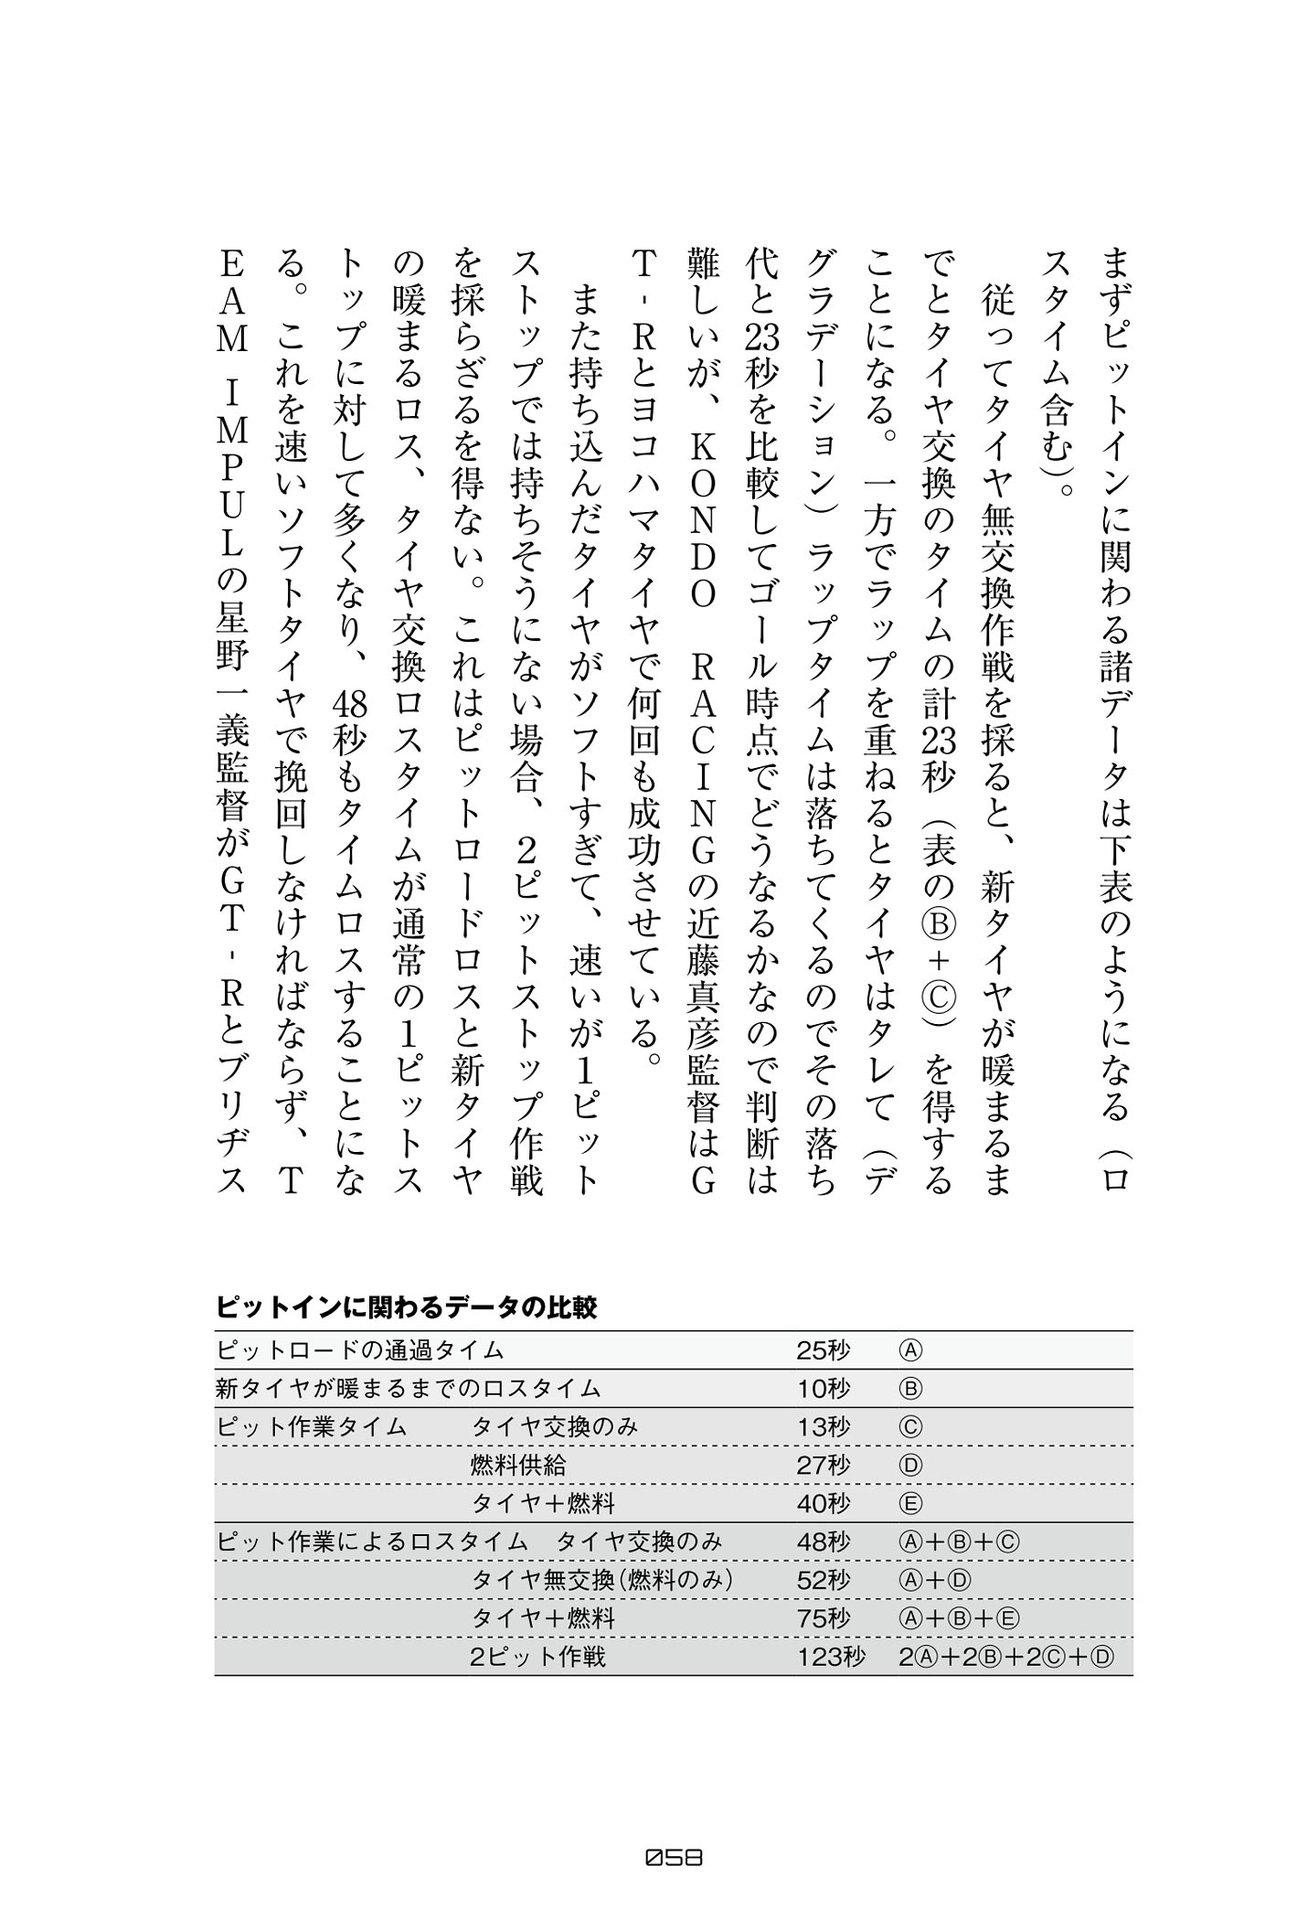 まずピットインに関わる諸データは下表のようになる（ロ
スタイム含む）。
　従ってタイヤ無交換作戦を採ると、新タイヤが暖まるま
でとタイヤ交換のタイムの計23秒（表のⒷ＋Ⓒ）を得する
ことになる。一方でラップを重ねるとタイヤはタレて（デ
グラデーション）ラップタイムは落ちてくるのでその落ち
代と23秒を比較してゴール時点でどうなるかなので判断は
難しいが、ＫＯＮＤＯ　ＲＡＣＩＮＧの近藤真彦監督はＧ
Ｔ-Ｒとヨコハマタイヤで何回も成功させている。
　また持ち込んだタイヤがソフトすぎて、速いが１ピット
ストップでは持ちそうにない場合、２ピットストップ作戦
を採らざるを得ない。これはピットロードロスと新タイヤ
の暖まるロス、タイヤ交換ロスタイムが通常の１ピットス
トップに対して多くなり、48秒もタイムロスすることにな
る。これを速いソフトタイヤで挽回しなければならず、Ｔ
ＥＡＭ ＩＭＰＵＬの星野一義監督がＧＴ-Ｒとブリヂス
ピットインに関わるデータの比較
ピットロードの通過タイム 25秒 Ⓐ
新タイヤが暖まるまでのロスタイム 10秒 Ⓑ
ピット作業タイム タイヤ交換のみ 13秒 Ⓒ
燃料供給 27秒 Ⓓ
タイヤ＋燃料 40秒 Ⓔ
ピット作業によるロスタイム タイヤ交換のみ 48秒 Ⓐ＋Ⓑ＋Ⓒ
タイヤ無交換（燃料のみ） 52秒 Ⓐ＋Ⓓ
タイヤ＋燃料 75秒 Ⓐ＋Ⓑ＋Ⓔ
2ピット作戦 123秒 2Ⓐ＋2Ⓑ＋2Ⓒ＋Ⓓ
058